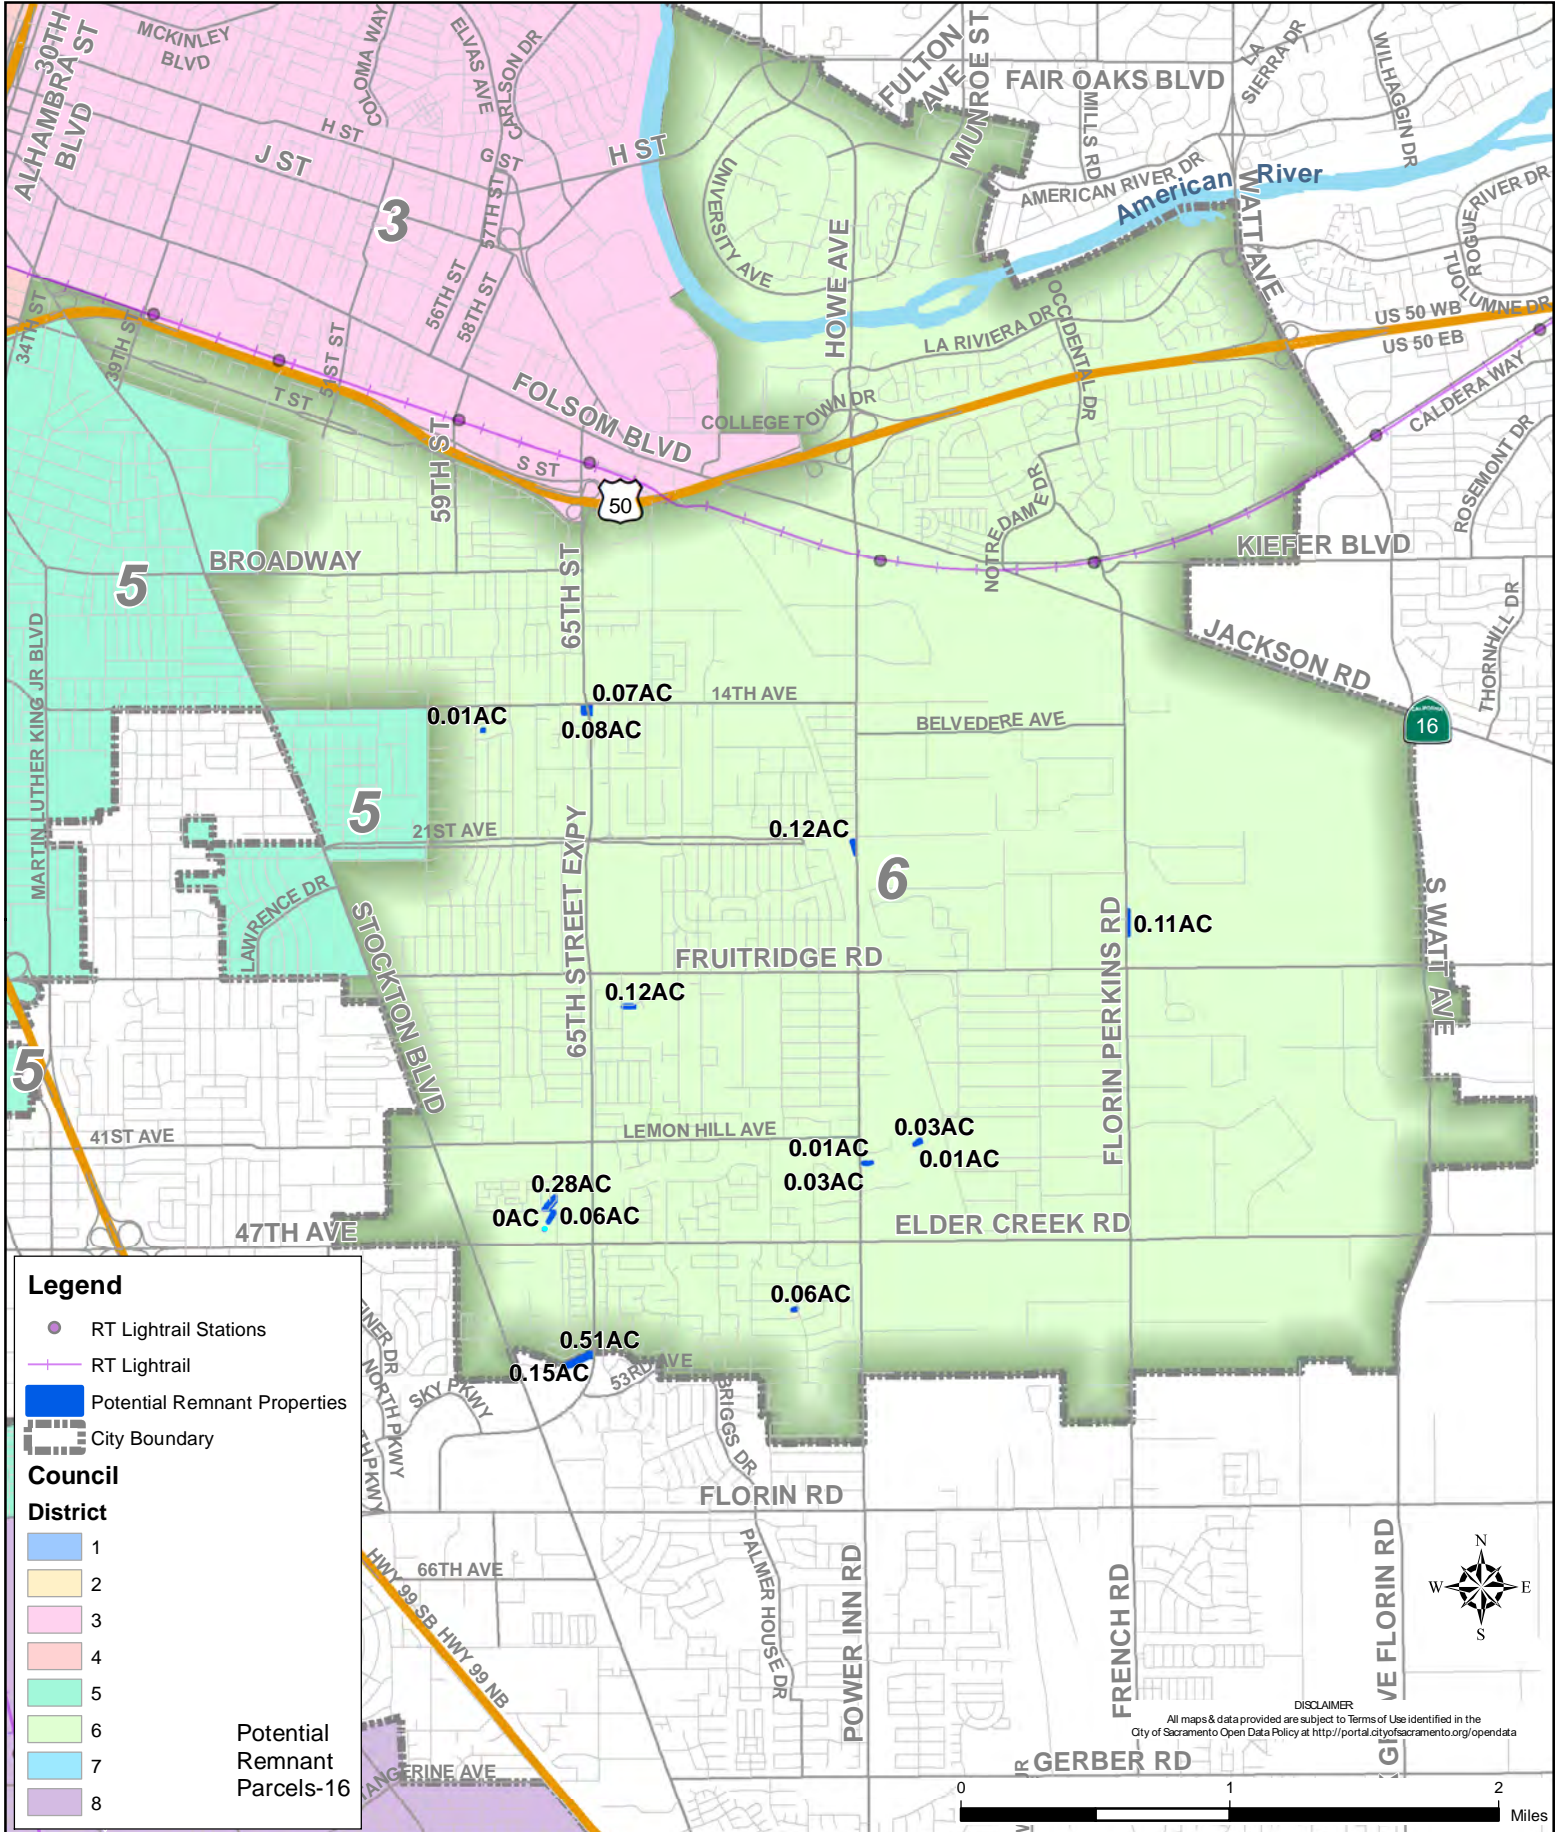 30TH
ST
ALHAMBRA
BLVD
MCKINLEY
BLVD
COLOMA WAY
ELVAS AVE
CARLSON DR
H ST
J ST
G ST
57TH ST
H ST
3
56TH ST
58TH ST
UNIVERSITY AVE
HOWE AVE
FULTON
AVE
MUNROE ST
FAIR OAKS BLVD
MILLS RD
LA
SIERRA DR
WILHAGGIN DR
AMERICAN RIVER DR
American River
WATT AVE
ROGUE RIVER DR
TUOLUMNE DR
US 50 WB
US 50 EB
CALDERA WAY
ROSEMONT DR
LA RIVIERA DR
OCCIDENTAL DR
COLLEGE TOWN DR
FOLSOM BLVD
34TH ST
39TH ST
51ST ST
T ST
59TH ST
S ST
50
NOTRE DAME DR
KIEFER BLVD
BROADWAY
5
65TH ST
JACKSON RD
THORNHILL DR
CALIFORNIA
16
MARTIN LUTHER KING JR BLVD
0.07AC
14TH AVE
0.01AC
0.08AC
BELVEDERE AVE
5
21ST AVE
0.12AC
6
65TH STREET EXPY
LAWRENCE DR
STOCKTON BLVD
FLORIN PERKINS RD
0.11AC
S WATT AVE
FRUITRIDGE RD
0.12AC
5
41ST AVE
LEMON HILL AVE
0.03AC
0.01AC
0.01AC
0.03AC
0.28AC
0AC
0.06AC
47TH AVE
ELDER CREEK RD
0.06AC
0.51AC
0.15AC
53RD AVE
SKY PKWY
NORTH PKWY
BRIGGS DR
FLORIN RD
66TH AVE
PALMER HOUSE DR
POWER INN RD
FRENCH RD
HWY 99 SB
HWY 99 NB
GERBER RD
Legend
RT Lightrail Stations
RT Lightrail
Potential Remnant Properties
City Boundary
Council
District
1
2
3
4
5
6
7
8
Potential
Remnant
Parcels-16
N
W
E
S
DISCLAIMER
All maps & data provided are subject to Terms of Use identified in the
City of Sacramento Open Data Policy at http://portal.cityofsacramento.org/opendata
0
1
2
Miles